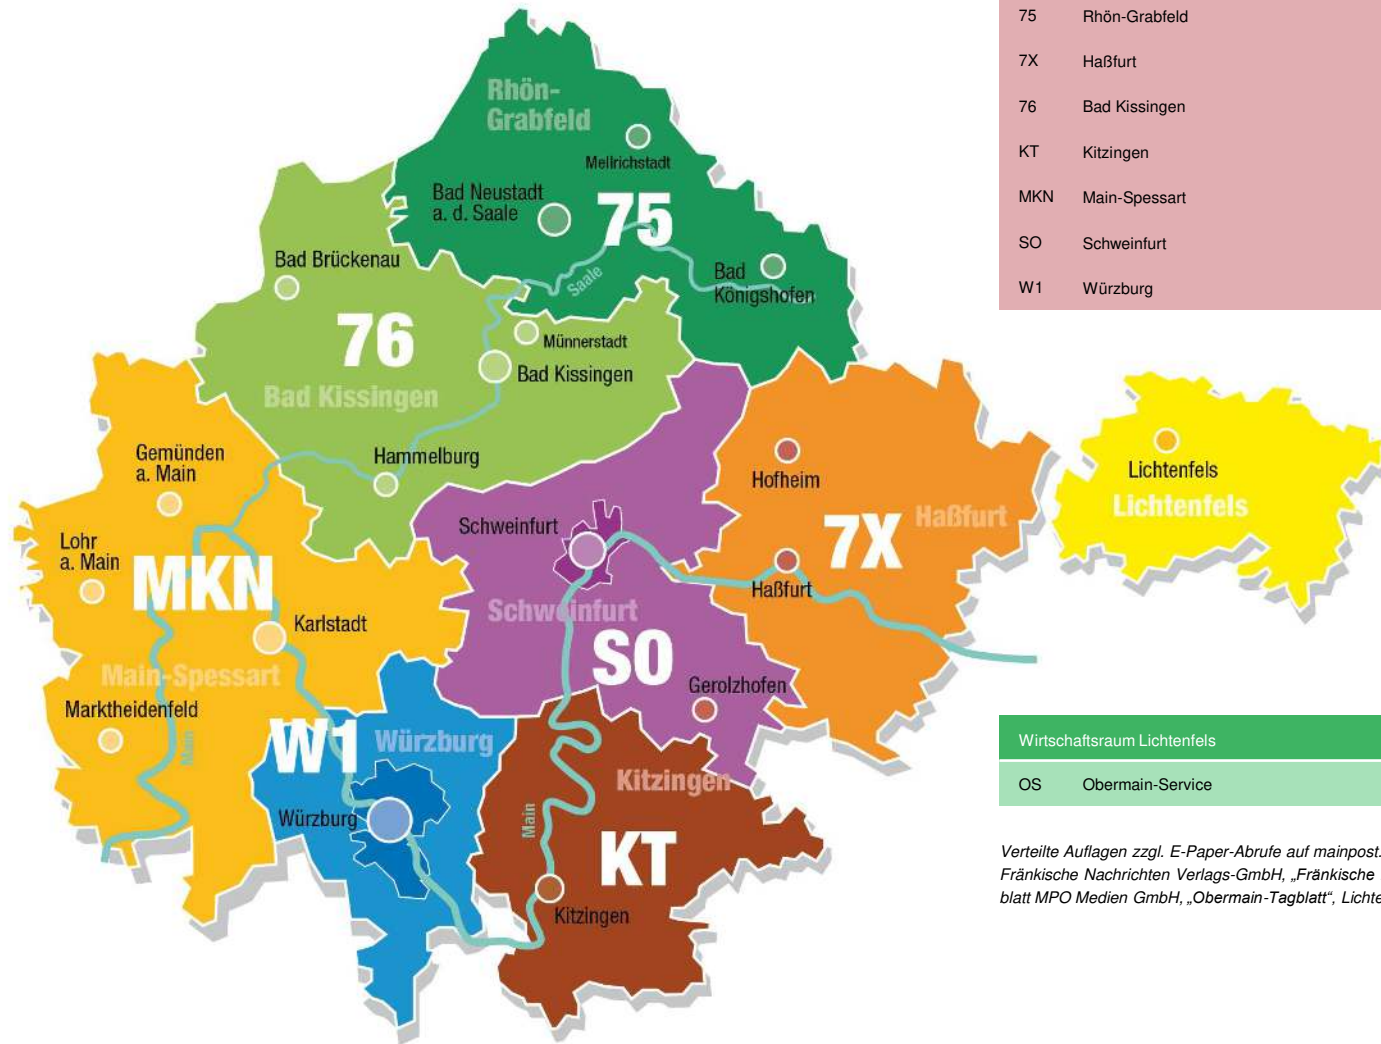 75 Rhön-Grabfeld
7X Haßfurt
76 Bad Kissingen
KT Kitzingen
MKN Main-Spessart
SO Schweinfurt
W1 Würzburg
Rhön-
Grabfeld
Mellrichstadt
Bad Neustadt
a. d. Saale
75
Saale
Bad
Königshofen
Bad Brückenau
76
Münnerstadt
Bad Kissingen
Bad Kissingen
Hammelburg
Gemünden
a. Main
Lohr
a. Main
MKN
Karlstadt
Main-Spessart
Marktheidenfeld
Main
Schweinfurt
Schweinfurt
SO
Gerolzhofen
Hofheim
7X
Haßfurt
Haßfurt
Lichtenfels
Lichtenfels
W1
Würzburg
Würzburg
Kitzingen
Main
KT
Kitzingen
Wirtschaftsraum Lichtenfels
OS Obermain-Service
Verteilte Auflagen zzgl. E-Paper-Abrufe auf mainpost.
Fränkische Nachrichten Verlags-GmbH, „Fränkische
blatt MPO Medien GmbH, „Obermain-Tagblatt“, Lichte